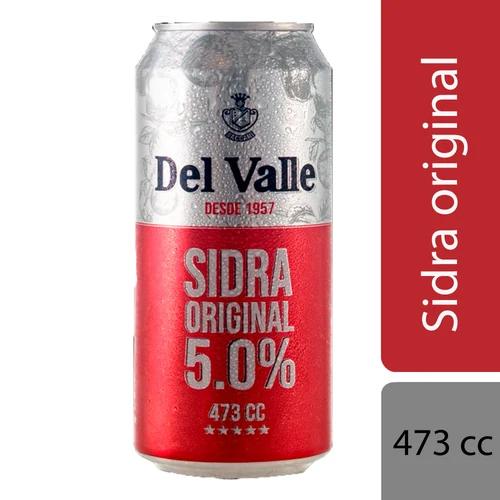 Del Valle
DESDE 1957
SIDRA
ORIGINAL
5.0%
473 CC
Sidra original
473 cc